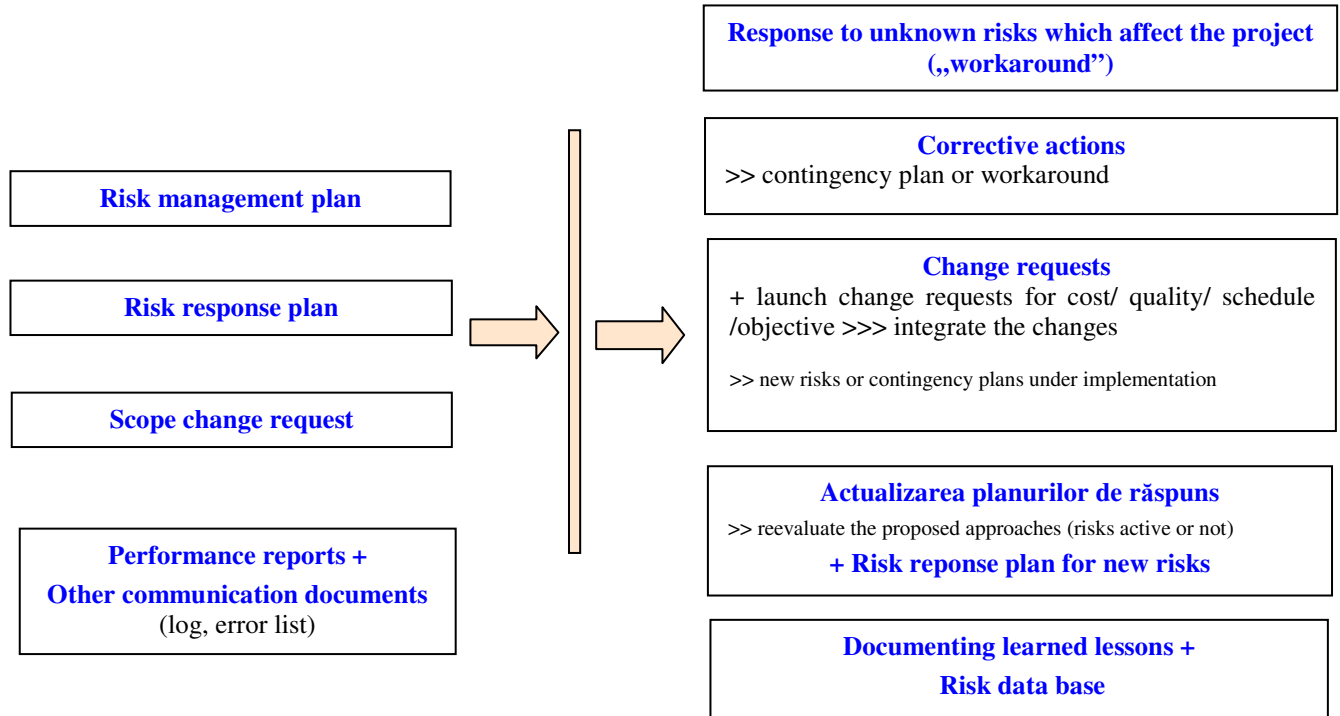 Risk management plan
Risk response plan
Scope change request
Performance reports +
Other communication documents
(log, error list)
Response to unknown risks which affect the project
(„workaround”)
Corrective actions
>> contingency plan or workaround
Change requests
+ launch change requests for cost/ quality/ schedule
/objective >>> integrate the changes
>> new risks or contingency plans under implementation
Actualizarea planurilor de răspuns
>> reevaluate the proposed approaches (risks active or not)
+ Risk reponse plan for new risks
Documenting learned lessons +
Risk data base